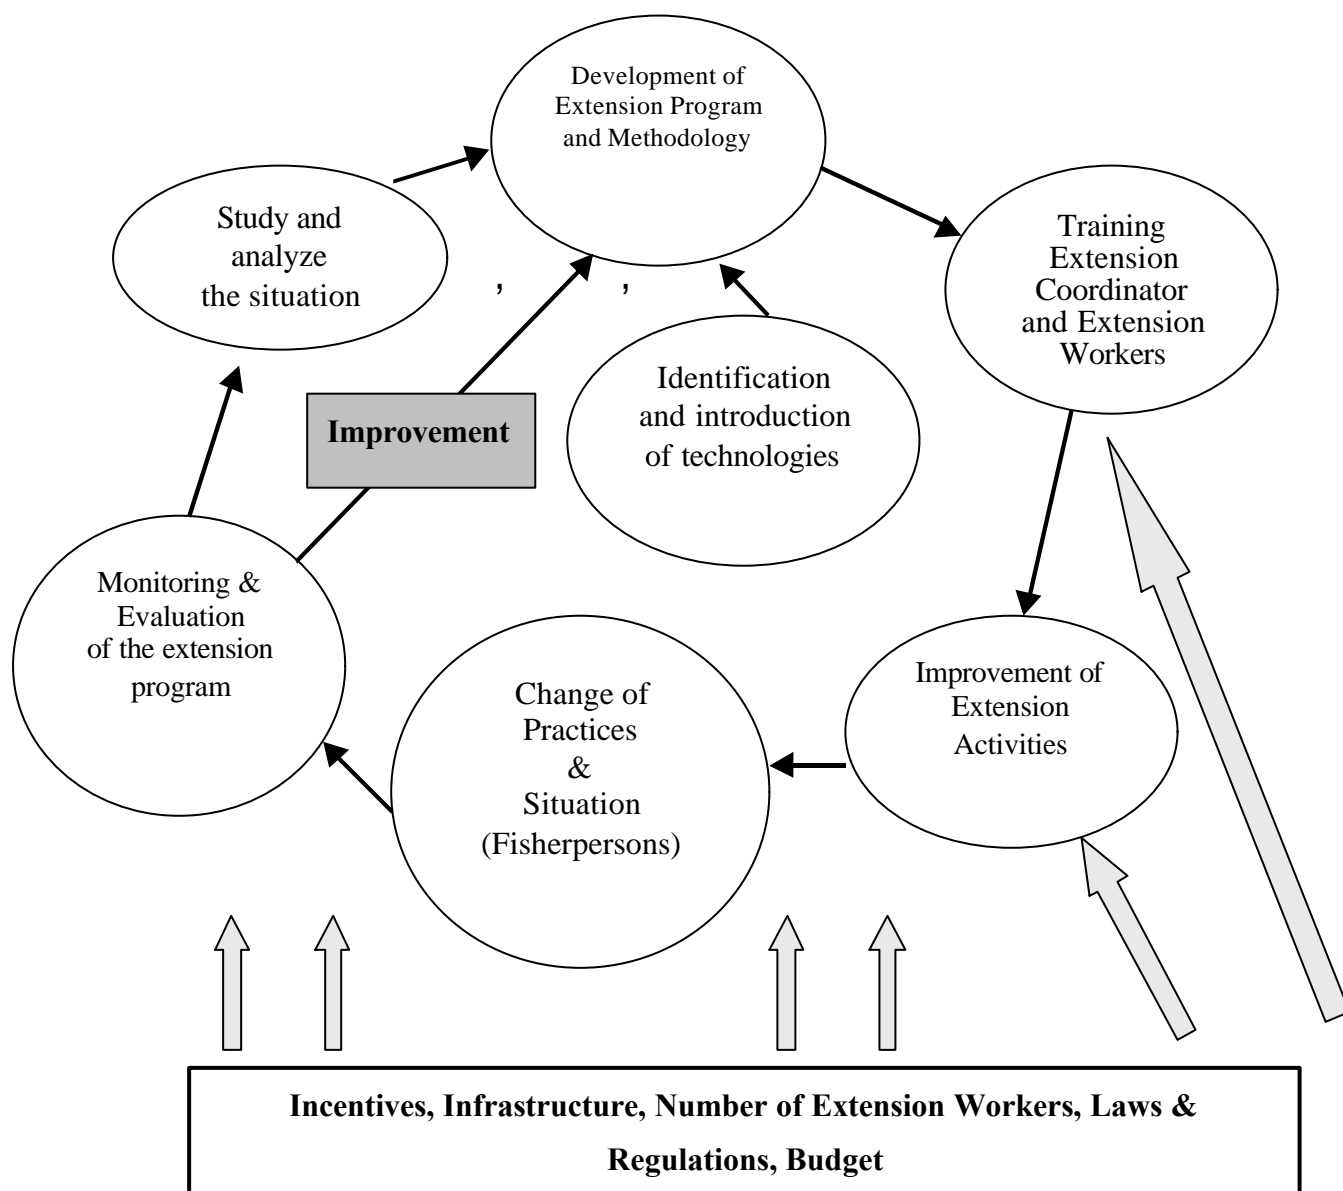 Development of
Extension Program
and Methodology
Study and
analyze
the situation
,
,
Training
Extension
Coordinator
and Extension
Workers
Identification
and introduction
of technologies
Improvement
Monitoring &
Evaluation
of the extension
program
Change of
Practices
&
Situation
(Fisherpersons)
Improvement of
Extension
Activities
Incentives, Infrastructure, Number of Extension Workers, Laws &
Regulations, Budget